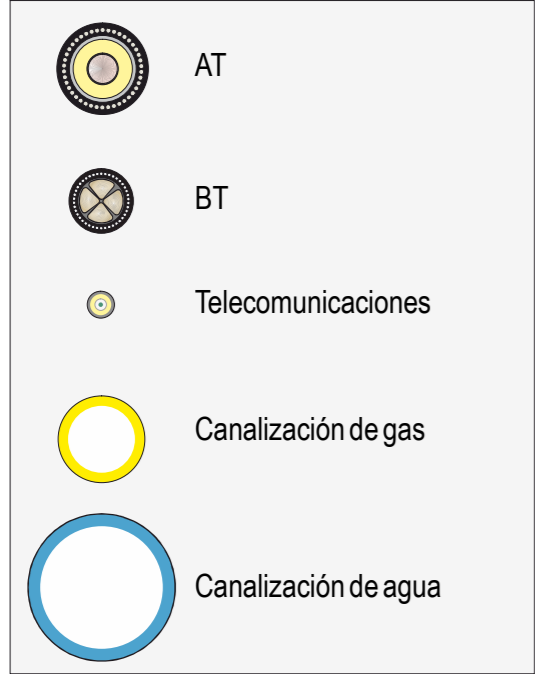 AT
BT
Telecomunicaciones
Canalización de gas
Canalización de agua